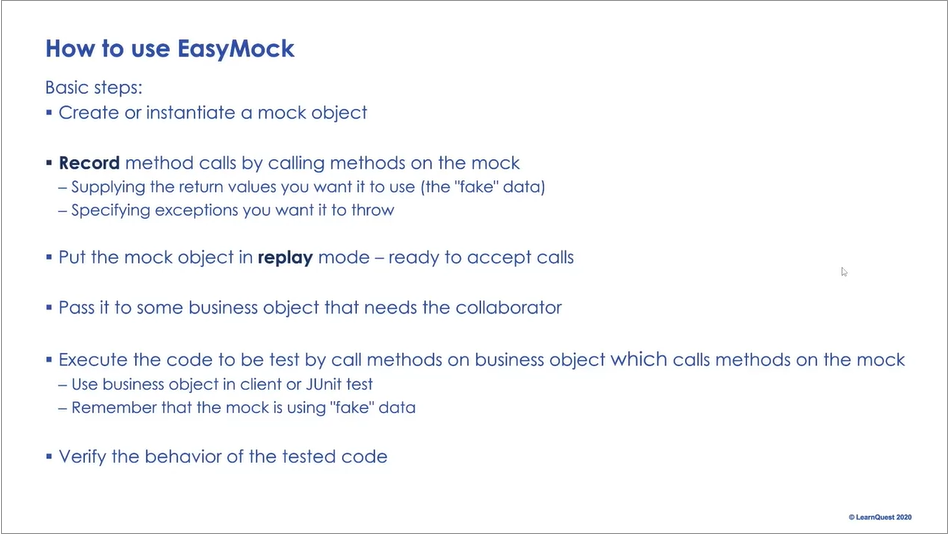 How to use EasyMock
Basic steps:
▪ Create or instantiate a mock object
▪ Record method calls by calling methods on the mock
– Supplying the return values you want it to use (the "fake" data)
– Specifying exceptions you want it to throw
▪ Put the mock object in replay mode – ready to accept calls
▪ Pass it to some business object that needs the collaborator
▪ Execute the code to be test by call methods on business object which calls methods on the mock
– Use business object in client or JUnit test
– Remember that the mock is using "fake" data
▪ Verify the behavior of the tested code
© LearnQuest 2020